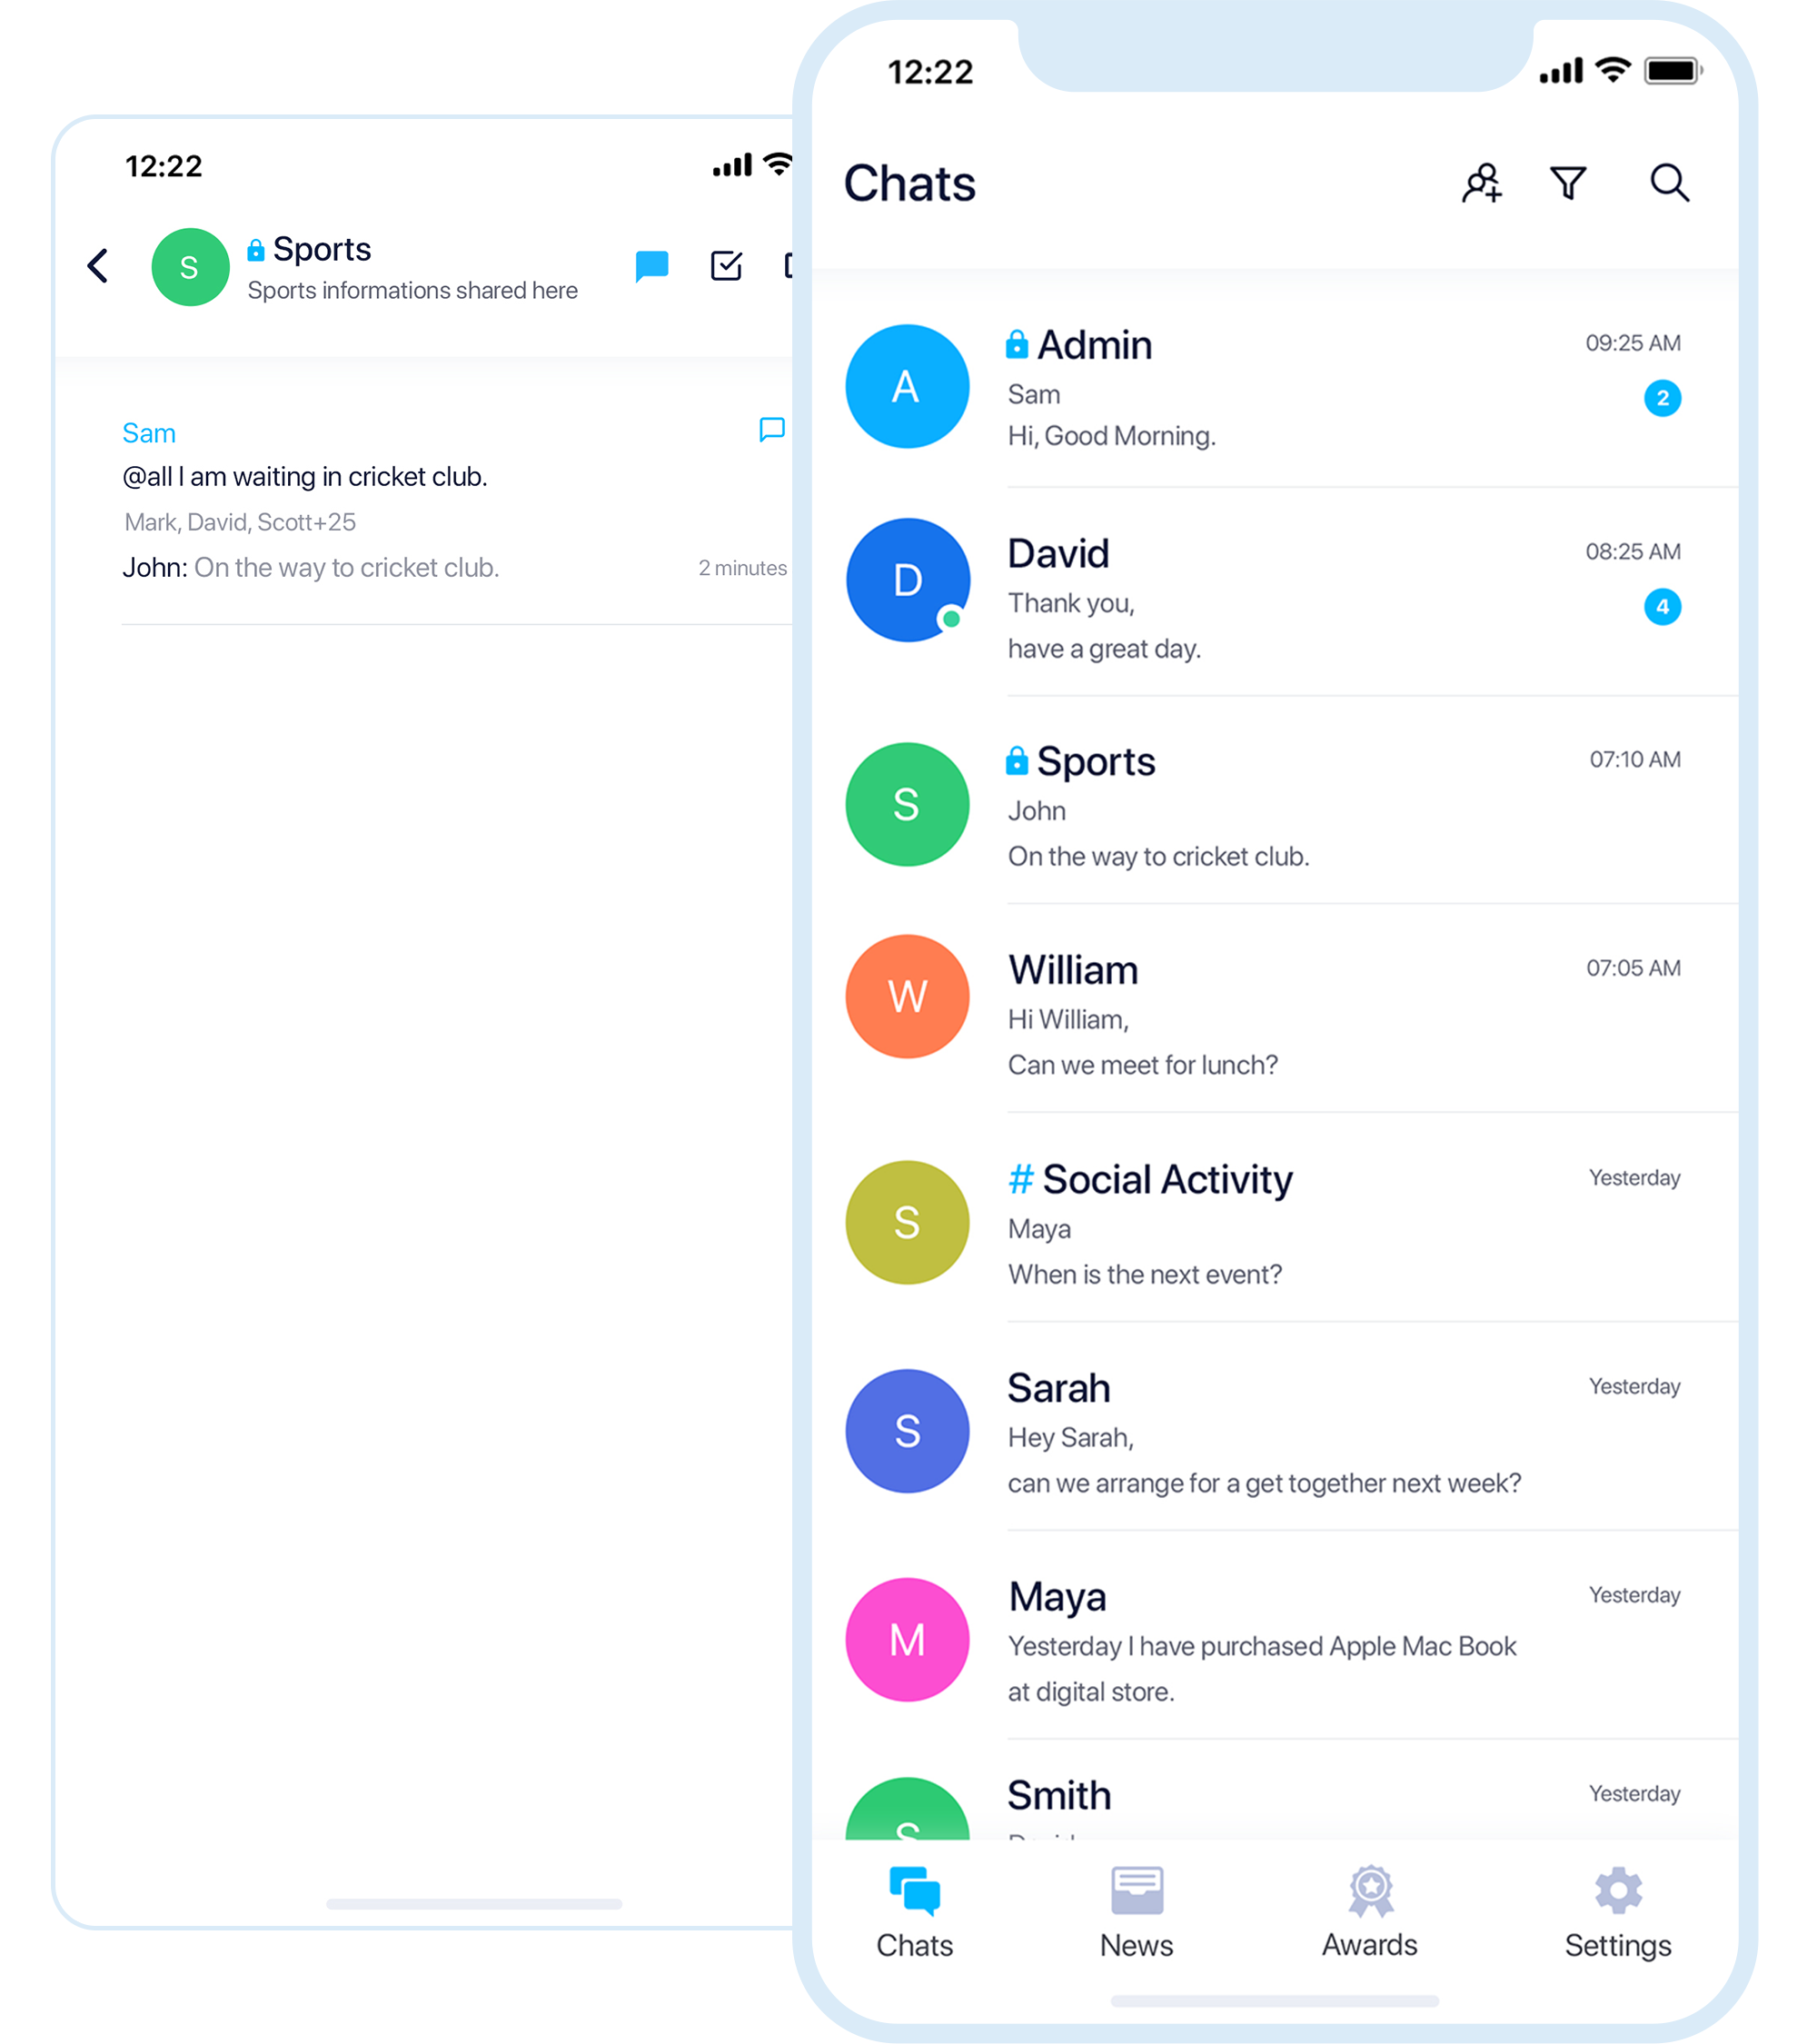 12:22
S
Sports
Sports informations shared here
Sam
@all I am waiting in cricket club.
Mark, David, Scott+25
John: On the way to cricket club.
2 minutes
12:22
Chats
A
Admin
09:25 AM
Sam
2
Hi, Good Morning.
D
David
08:25 AM
Thank you,
4
have a great day.
S
Sports
07:10 AM
John
On the way to cricket club.
W
William
07:05 AM
Hi William,
Can we meet for lunch?
S
# Social Activity
Yesterday
Maya
When is the next event?
S
Sarah
Yesterday
Hey Sarah,
can we arrange for a get together next week?
M
Maya
Yesterday
Yesterday I have purchased Apple Mac Book
at digital store.
S
Smith
Yesterday
Chats
News
Awards
Settings